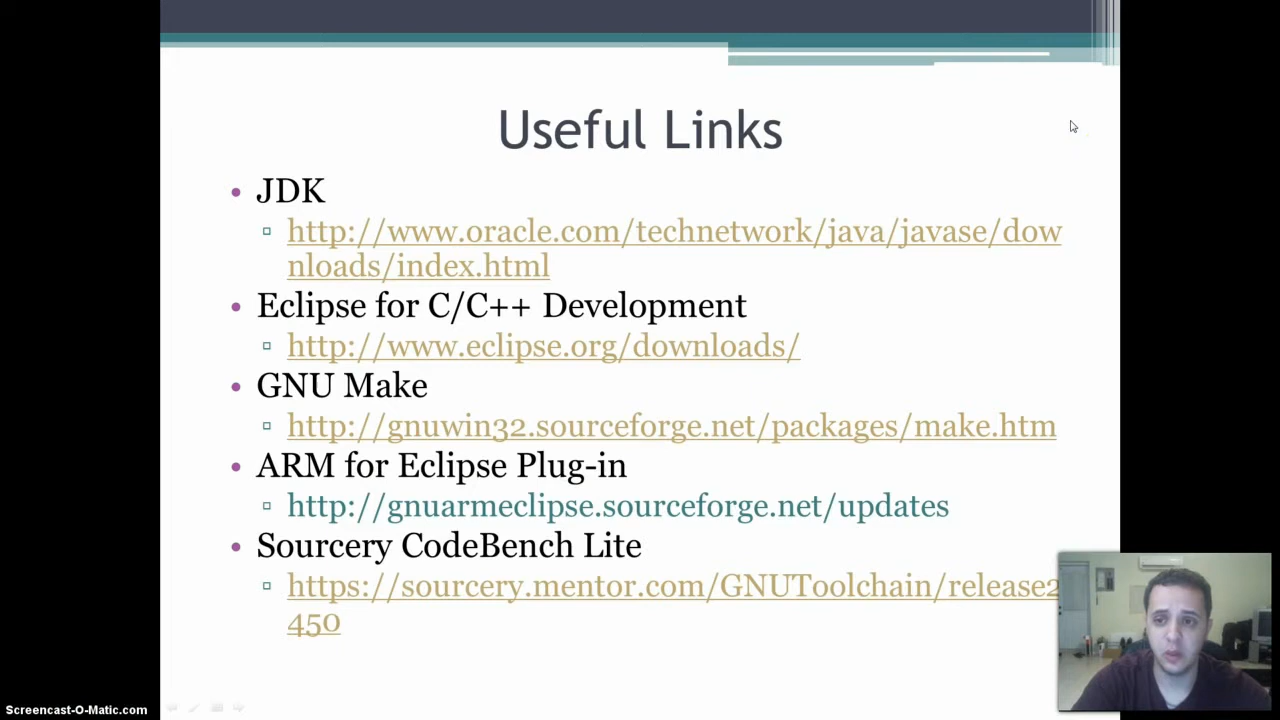 Useful Links
• JDK
▫ http://www.oracle.com/technetwork/java/javase/dow
nloads/index.html
• Eclipse for C/C++ Development
▫ http://www.eclipse.org/downloads/
• GNU Make
▫ http://gnuwin32.sourceforge.net/packages/make.htm
• ARM for Eclipse Plug-in
▫ http://gnuarmeclipse.sourceforge.net/updates
• Sourcery CodeBench Lite
▫ https://sourcery.mentor.com/GNUToolchain/release2
450
Screencast-O-Matic.com